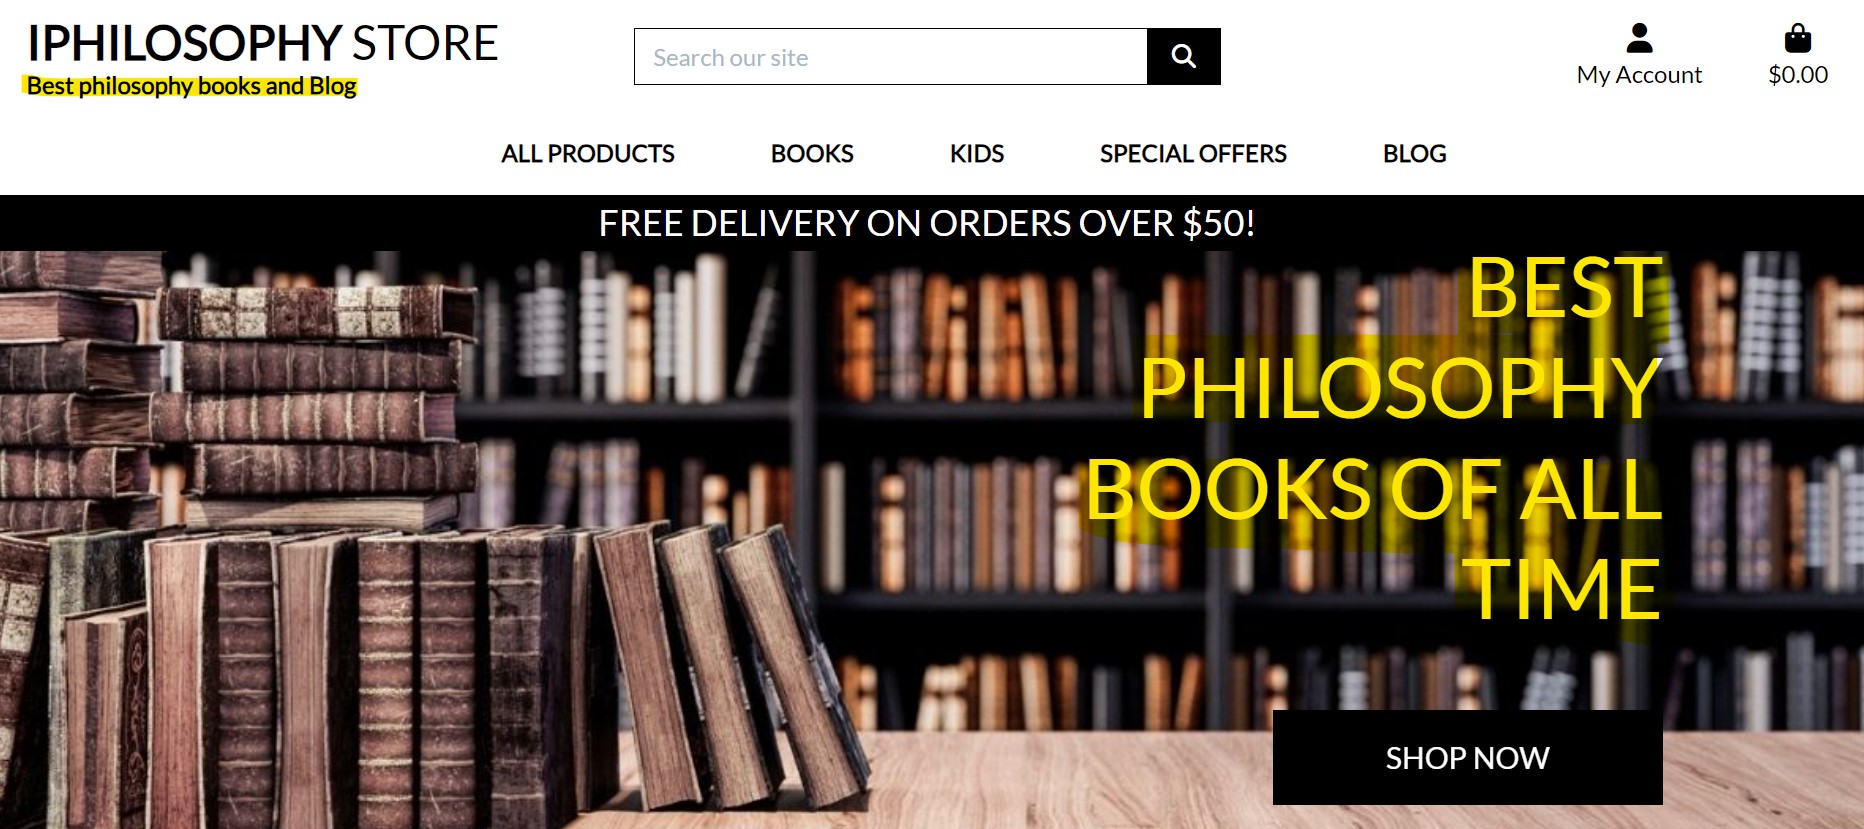 IPHILOSOPHY STORE
Best philosophy books and Blog
Search our site
My Account
$0.00
ALL PRODUCTS
BOOKS
KIDS
SPECIAL OFFERS
BLOG
FREE DELIVERY ON ORDERS OVER $50!
BEST
PHILOSOPHY
BOOKS OF ALL
TIME
SHOP NOW